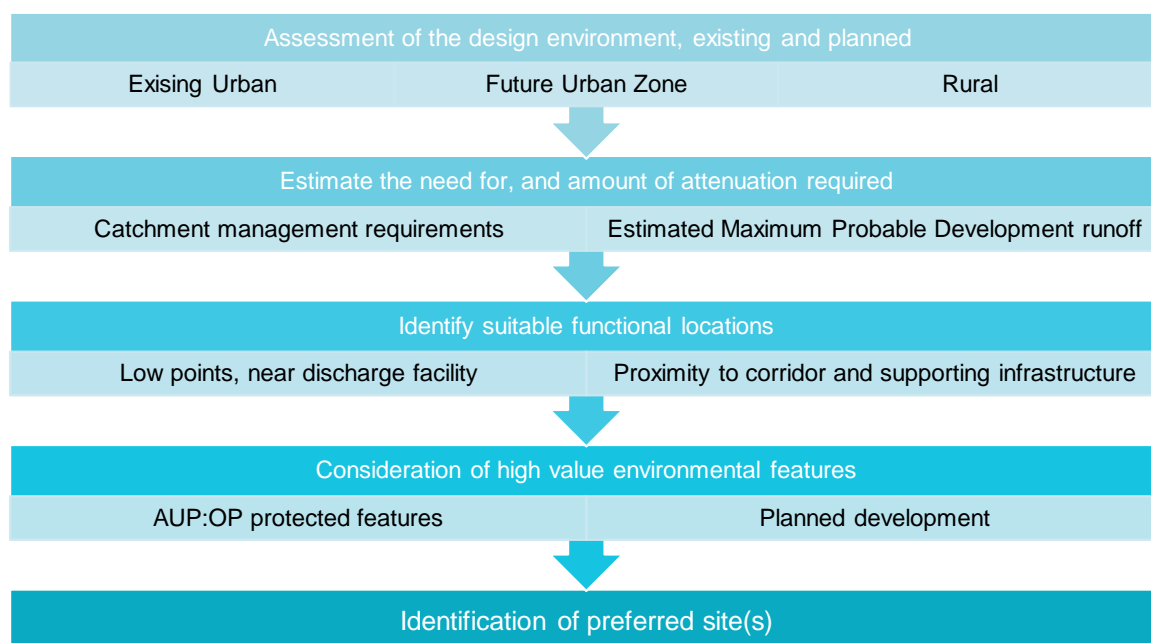 Assessment of the design environment, existing and planned
Exising Urban
Future Urban Zone
Rural
Estimate the need for, and amount of attenuation required
Catchment management requirements
Estimated Maximum Probable Development runoff
Identify suitable functional locations
Low points, near discharge facility
Proximity to corridor and supporting infrastructure
Consideration of high value environmental features
AUP:OP protected features
Planned development
Identification of preferred site(s)